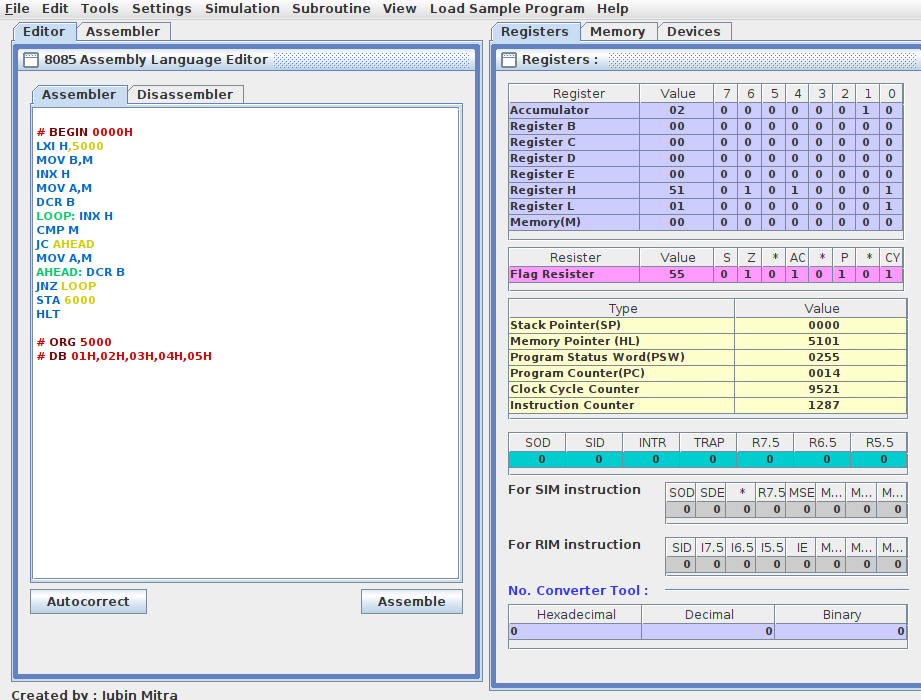 File Edit Tools Settings Simulation Subroutine View Load Sample Program Help
Editor Assembler
8085 Assembly Language Editor
Assembler Disassembler
# BEGIN 0000H
LXI H,5000
MOV B,M
INX H
MOV A,M
DCR B
LOOP: INX H
CMP M
JC AHEAD
MOV A,M
AHEAD: DCR B
JNZ LOOP
STA 6000
HLT
# ORG 5000
# DB 01H,02H,03H,04H,05H
Autocorrect Assemble
Registers Memory Devices
Registers :
Register Value 7 6 5 4 3 2 1 0
Accumulator 02 0 0 0 0 0 0 1 0
Register B 00 0 0 0 0 0 0 0 0
Register C 00 0 0 0 0 0 0 0 0
Register D 00 0 0 0 0 0 0 0 0
Register E 00 0 0 0 0 0 0 0 0
Register H 51 0 1 0 1 0 0 0 1
Register L 01 0 0 0 0 0 0 0 1
Memory(M) 00 0 0 0 0 0 0 0 0
Resister Value S Z * AC * P * CY
Flag Resister 55 0 1 0 1 0 1 0 1
Type Value
Stack Pointer(SP) 0000
Memory Pointer (HL) 5101
Program Status Word(PSW) 0255
Program Counter(PC) 0014
Clock Cycle Counter 9521
Instruction Counter 1287
SOD SID INTR TRAP R7.5 R6.5 R5.5
0 0 0 0 0 0 0
For SIM instruction SOD SDE * R7.5 MSE M... M... M...
0 0 0 0 0 0 0 0
For RIM instruction SID I7.5 I6.5 I5.5 IE M... M... M...
0 0 0 0 0 0 0 0
No. Converter Tool :
Hexadecimal Decimal Binary
0 0 0
Created by : Jubin Mitra